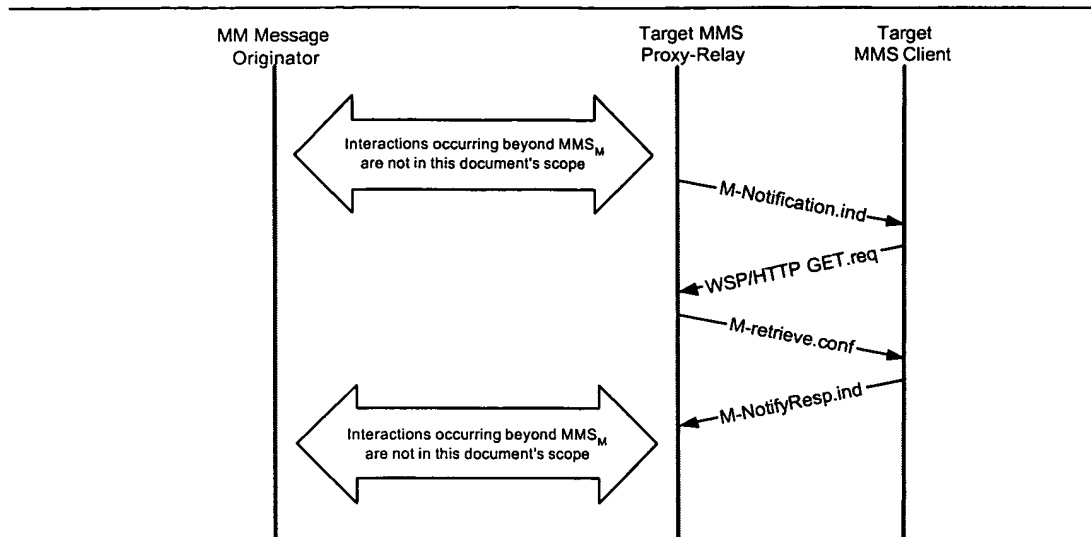 MM Message
Originator
Target MMS
Proxy-Relay
Target
MMS Client
Interactions occurring beyond MMSM
are not in this document's scope
M-Notification.ind
WSP/HTTP GET.req
M-retrieve.conf
M-NotifyResp.ind
Interactions occurring beyond MMSM
are not in this document's scope